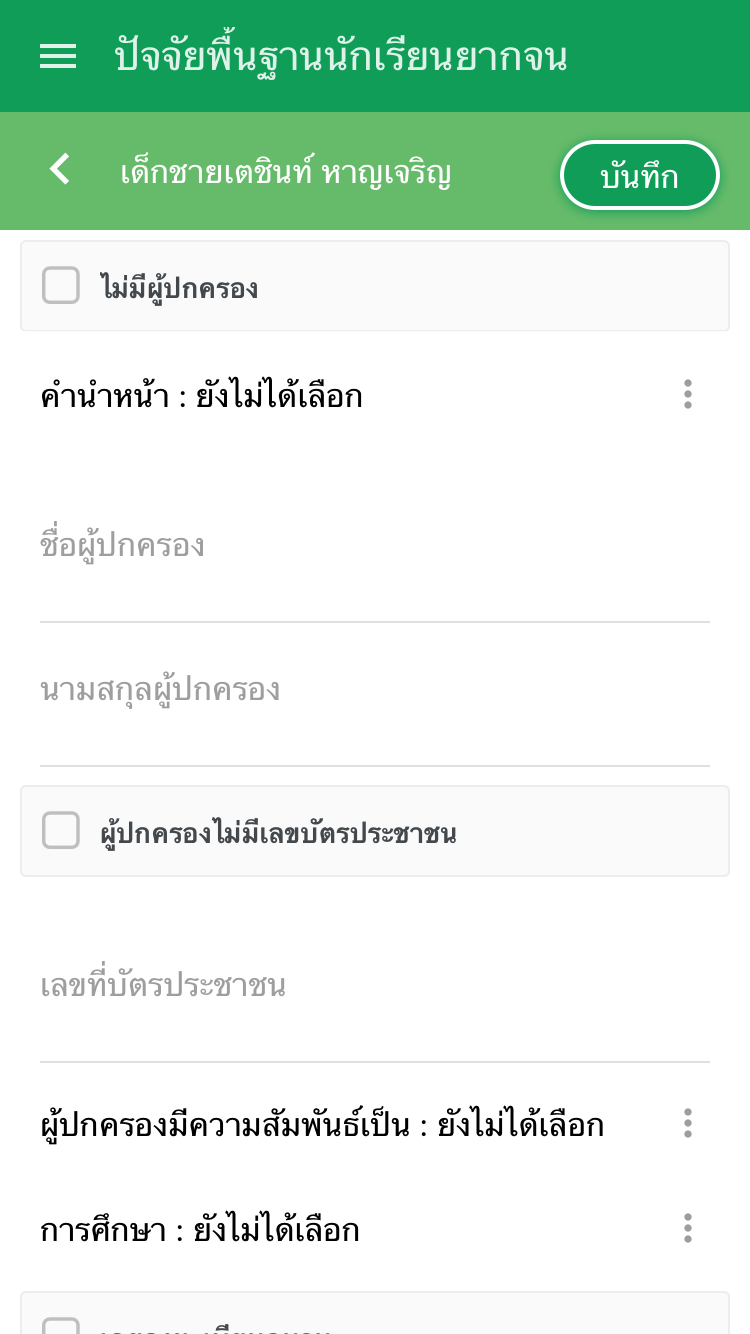 ปัจจัยพื้นฐานนักเรียนยากจน
เด็กชายเตชินท์ หาญเจริญ
บันทึก
ไม่มีผู้ปกครอง
คำนำหน้า : ยังไม่ได้เลือก
ชื่อผู้ปกครอง
นามสกุลผู้ปกครอง
ผู้ปกครองไม่มีเลขบัตรประชาชน
เลขที่บัตรประชาชน
ผู้ปกครองมีความสัมพันธ์เป็น : ยังไม่ได้เลือก
การศึกษา : ยังไม่ได้เลือก